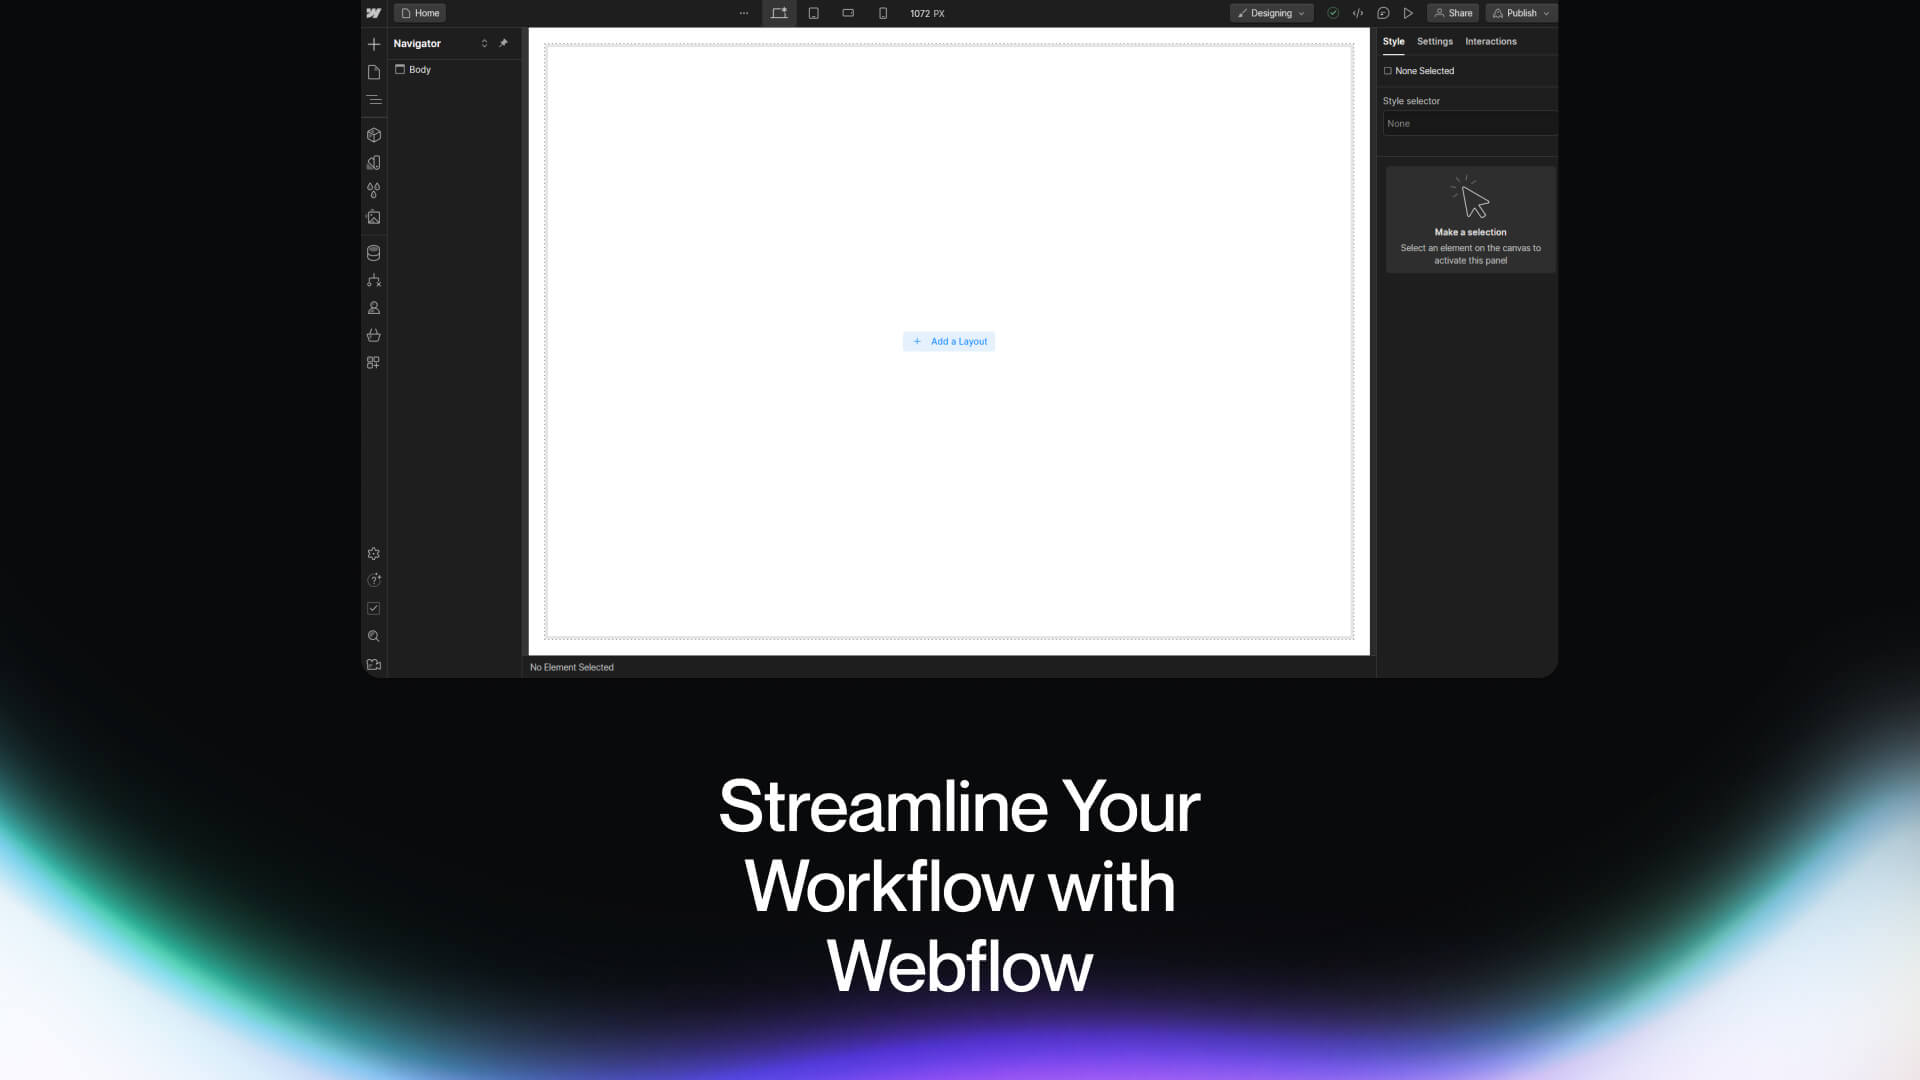 Home
1072 PX
Designing
Share
Publish
Navigator
Body
Style Settings Interactions
None Selected
Style selector
None
Make a selection
Select an element on the canvas to
activate this panel
+ Add a Layout
No Element Selected
Streamline Your
Workflow with
Webflow